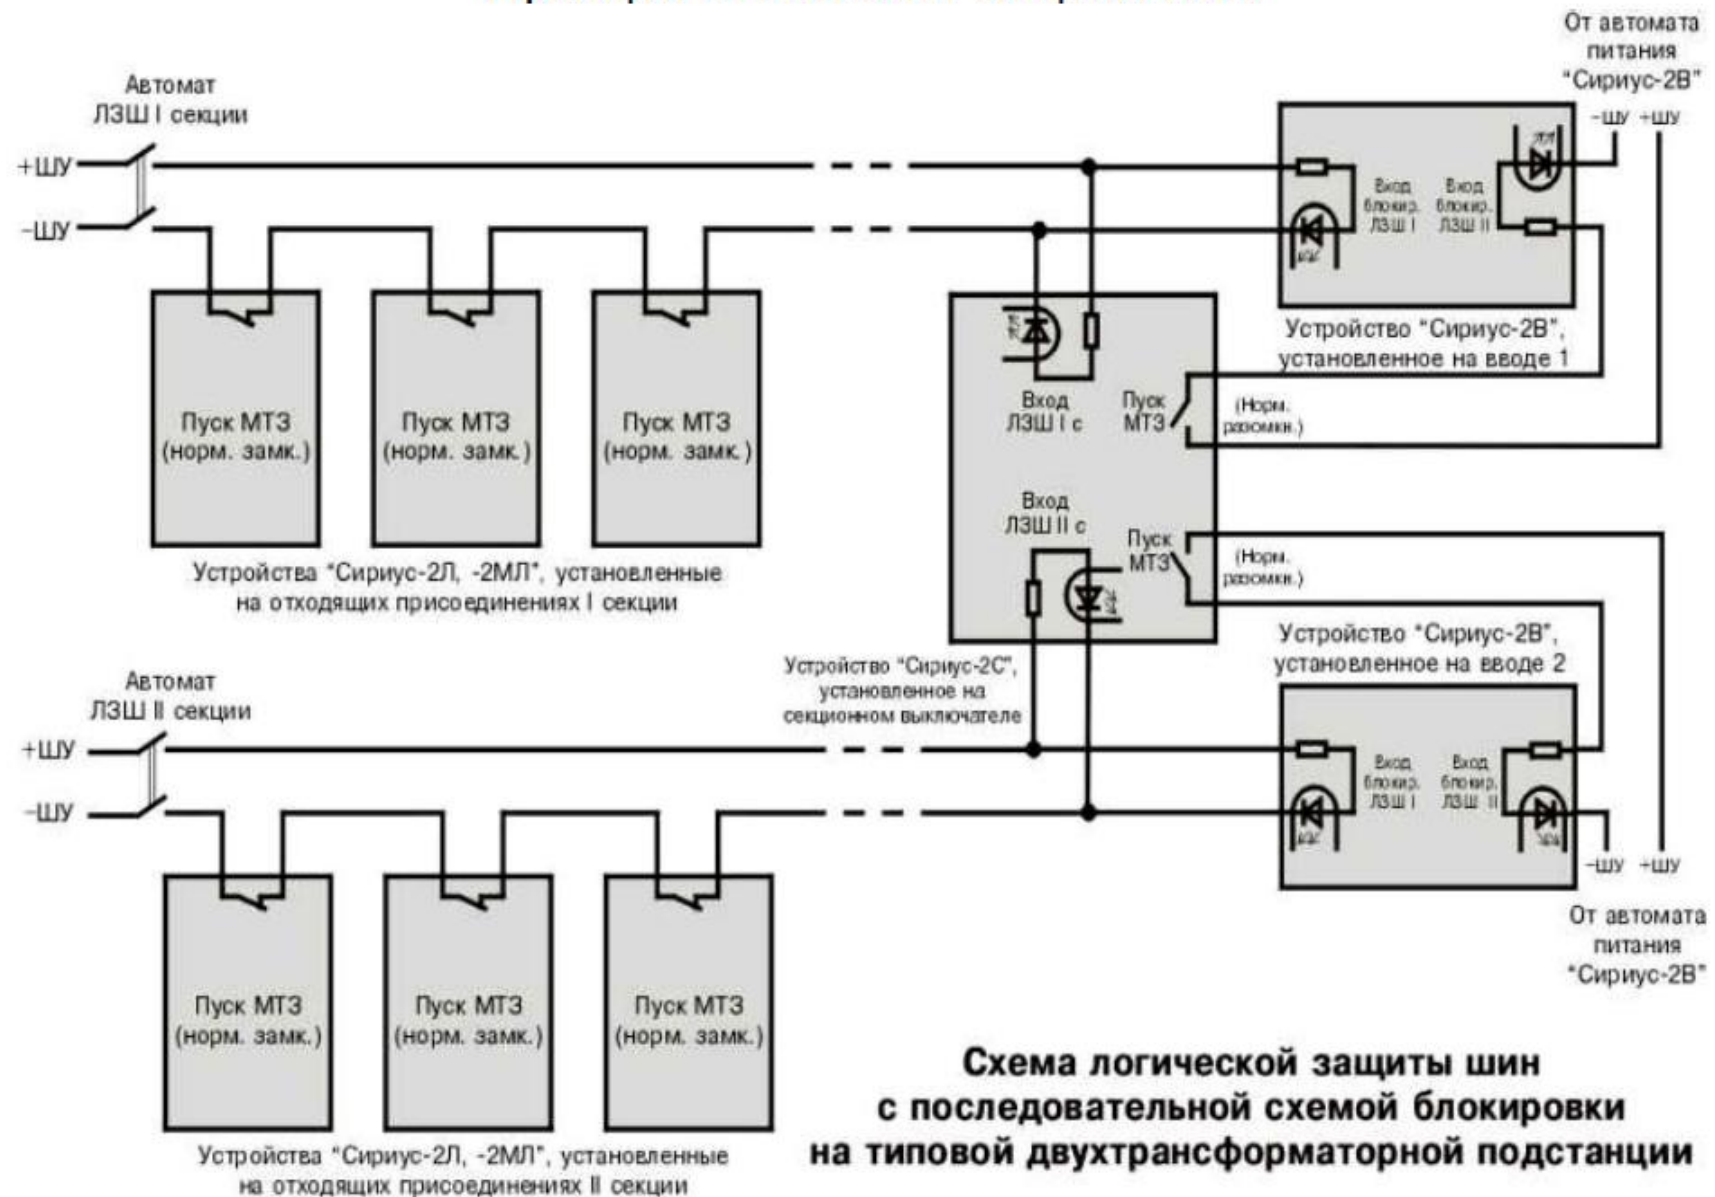 От автомата
питания
“Сириус-2В”
–ШУ +ШУ
Автомат
ЛЗШ I секции
+ШУ
–ШУ
Вход
блокир.
ЛЗШ I
Вход
блокир.
ЛЗШ II
Устройство “Сириус-2В”,
установленное на вводе 1
Пуск МТЗ
(норм. замк.)
Пуск МТЗ
(норм. замк.)
Пуск МТЗ
(норм. замк.)
Вход
ЛЗШ I с
Пуск
МТЗ
(Норм.
разомкн.)
Вход
ЛЗШ II с
Пуск
МТЗ
(Норм.
разомкн.)
Устройства “Сириус-2Л, -2МЛ”, установленные
на отходящих присоединениях I секции
Устройство “Сириус-2В”,
установленное на вводе 2
Устройство “Сириус-2С”,
установленное на
секционном выключателе
Автомат
ЛЗШ II секции
+ШУ
–ШУ
Вход
блокир.
ЛЗШ I
Вход
блокир.
ЛЗШ II
–ШУ +ШУ
От автомата
питания
“Сириус-2В”
Пуск МТЗ
(норм. замк.)
Пуск МТЗ
(норм. замк.)
Пуск МТЗ
(норм. замк.)
Устройства “Сириус-2Л, -2МЛ”, установленные
на отходящих присоединениях II секции
Схема логической защиты шин
с последовательной схемой блокировки
на типовой двухтрансформаторной подстанции